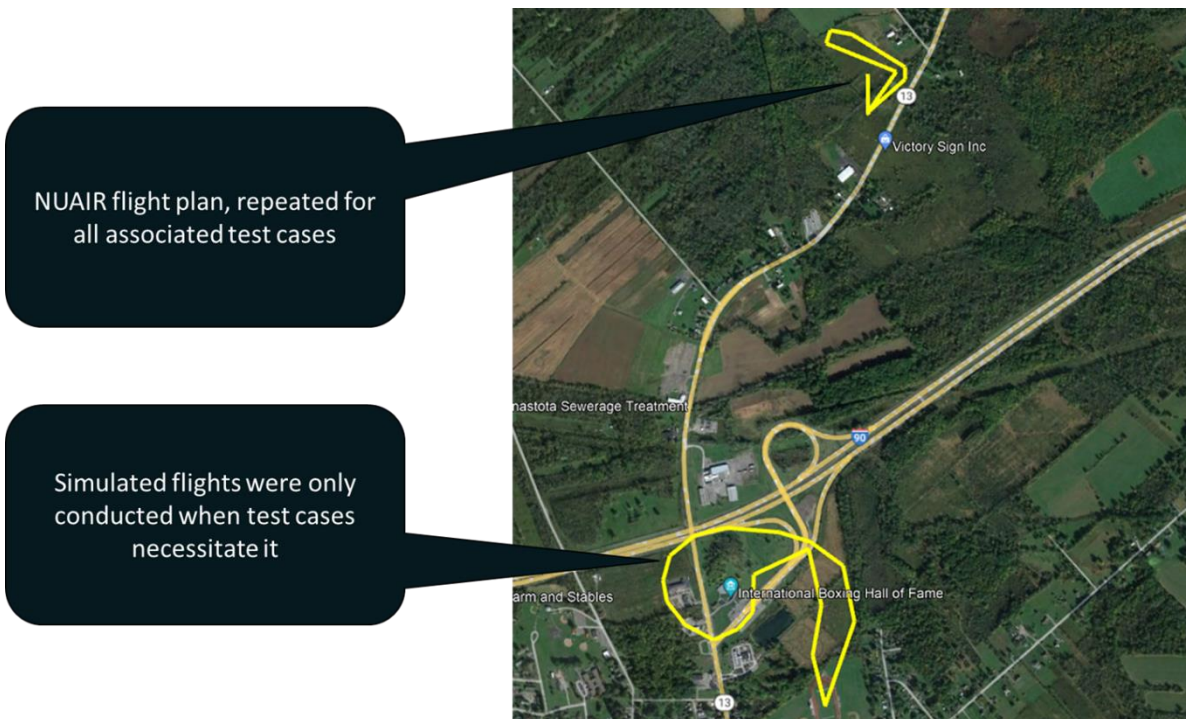 NUAIR flight plan, repeated for
all associated test cases
Simulated flights were only
conducted when test cases
necessitate it
13
Victory Sign Inc
nastota Sewerage Treatment
90
arm and Stables
International Boxing Hall of Fame
13